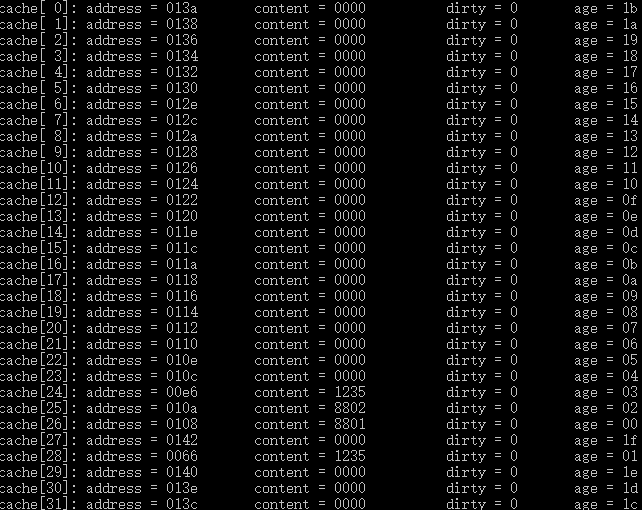 cache[ 0]: address = 013a content = 0000 dirty = 0 age = 1b
cache[ 1]: address = 0138 content = 0000 dirty = 0 age = 1a
cache[ 2]: address = 0136 content = 0000 dirty = 0 age = 19
cache[ 3]: address = 0134 content = 0000 dirty = 0 age = 18
cache[ 4]: address = 0132 content = 0000 dirty = 0 age = 17
cache[ 5]: address = 0130 content = 0000 dirty = 0 age = 16
cache[ 6]: address = 012e content = 0000 dirty = 0 age = 15
cache[ 7]: address = 012c content = 0000 dirty = 0 age = 14
cache[ 8]: address = 012a content = 0000 dirty = 0 age = 13
cache[ 9]: address = 0128 content = 0000 dirty = 0 age = 12
cache[10]: address = 0126 content = 0000 dirty = 0 age = 11
cache[11]: address = 0124 content = 0000 dirty = 0 age = 10
cache[12]: address = 0122 content = 0000 dirty = 0 age = 0f
cache[13]: address = 0120 content = 0000 dirty = 0 age = 0e
cache[14]: address = 011e content = 0000 dirty = 0 age = 0d
cache[15]: address = 011c content = 0000 dirty = 0 age = 0c
cache[16]: address = 011a content = 0000 dirty = 0 age = 0b
cache[17]: address = 0118 content = 0000 dirty = 0 age = 0a
cache[18]: address = 0116 content = 0000 dirty = 0 age = 09
cache[19]: address = 0114 content = 0000 dirty = 0 age = 08
cache[20]: address = 0112 content = 0000 dirty = 0 age = 07
cache[21]: address = 0110 content = 0000 dirty = 0 age = 06
cache[22]: address = 010e content = 0000 dirty = 0 age = 05
cache[23]: address = 010c content = 0000 dirty = 0 age = 04
cache[24]: address = 00e6 content = 1235 dirty = 0 age = 03
cache[25]: address = 010a content = 8802 dirty = 0 age = 02
cache[26]: address = 0108 content = 8801 dirty = 0 age = 00
cache[27]: address = 0142 content = 0000 dirty = 0 age = 1f
cache[28]: address = 0066 content = 1235 dirty = 0 age = 01
cache[29]: address = 0140 content = 0000 dirty = 0 age = 1e
cache[30]: address = 013e content = 0000 dirty = 0 age = 1d
cache[31]: address = 013c content = 0000 dirty = 0 age = 1c